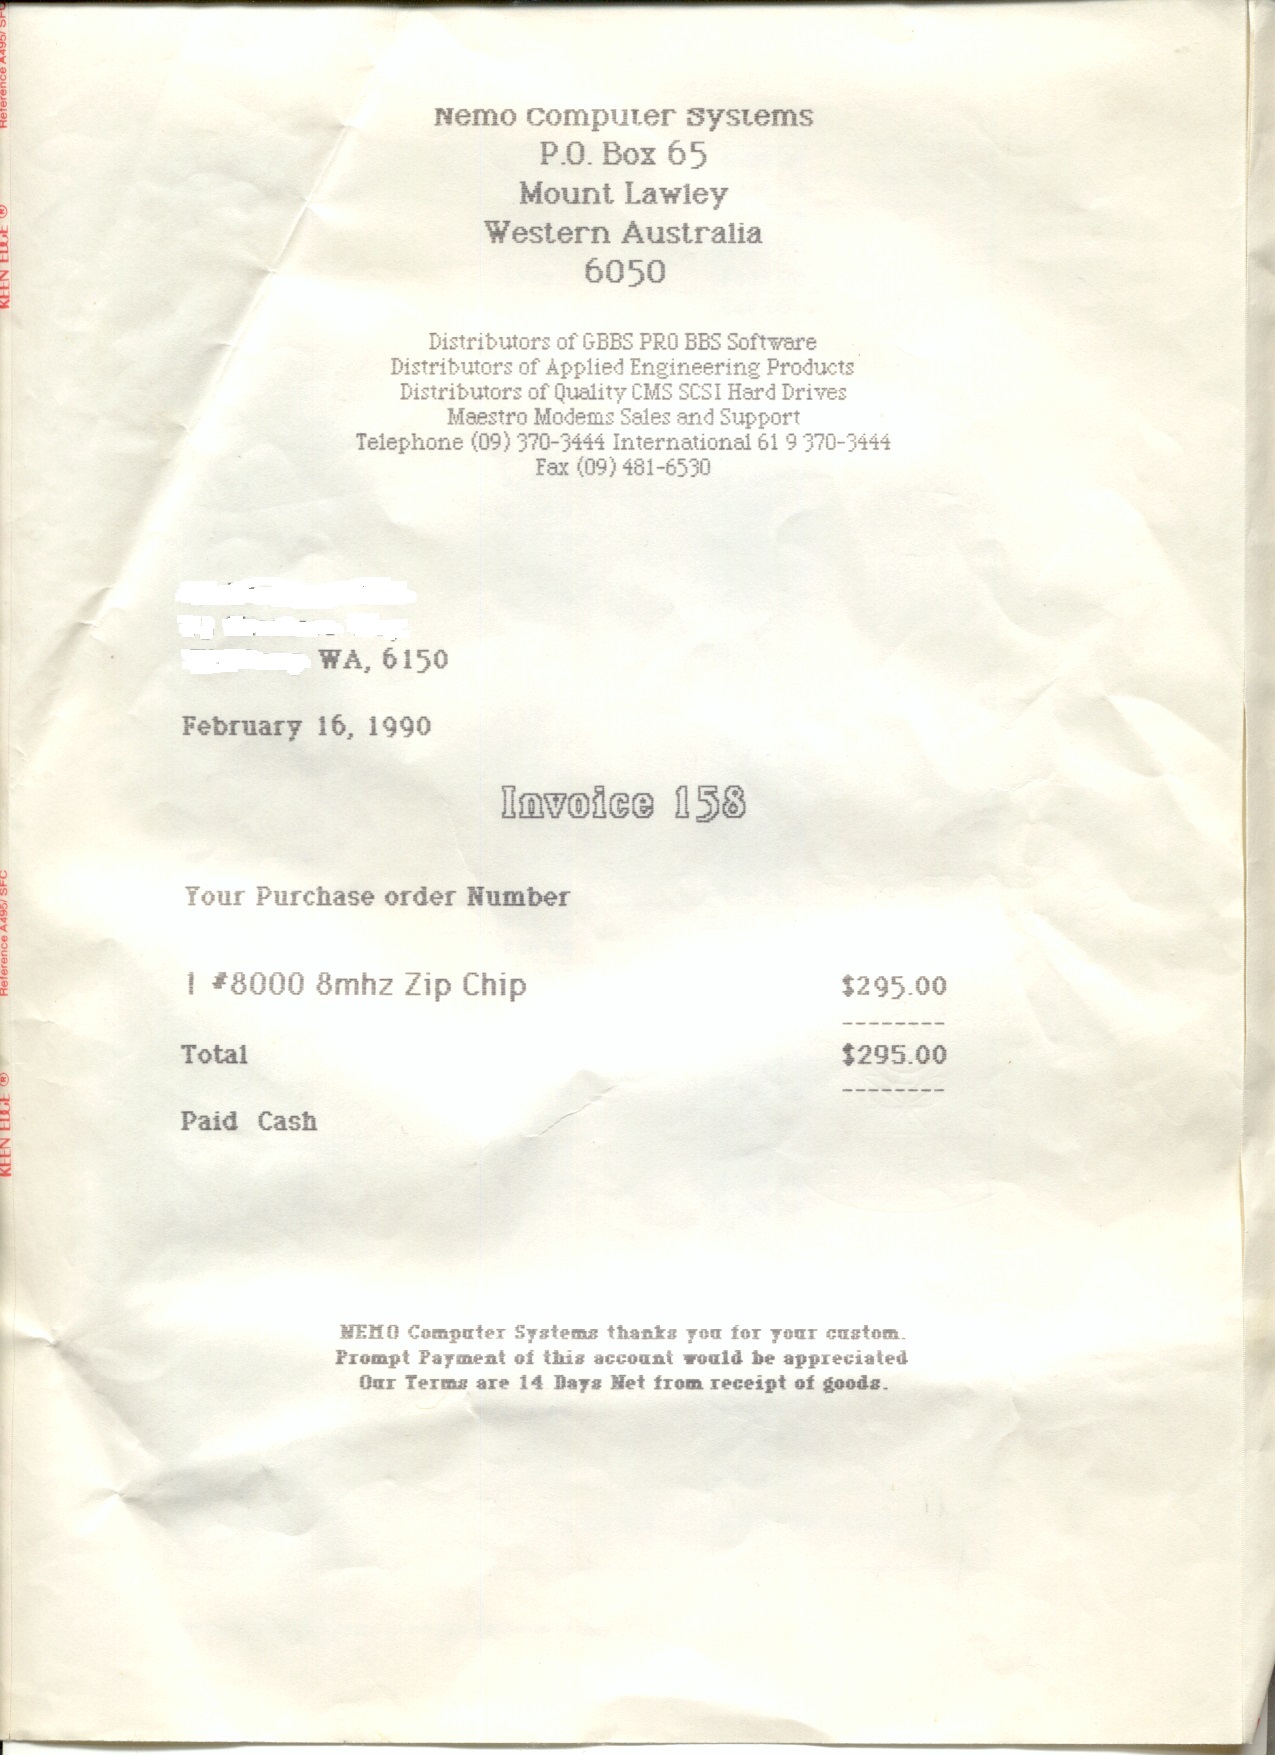 Nemo Computer Systems
P.O. Box 65
Mount Lawley
Western Australia
6050
Distributors of GBBS PRO BBS Software
Distributors of Applied Engineering Products
Distributors of Quality CMS SCSI Hard Drives
Maestro Modems Sales and Support
Telephone (09) 370-3444 International 61 9 370-3444
Fax (09) 481-6530
WA, 6150
February 16, 1990
Invoice 158
Your Purchase order Number
1 #8000 8mhz Zip Chip $295.00
--------
Total $295.00
--------
Paid Cash
NEMO Computer Systems thanks you for your custom.
Prompt Payment of this account would be appreciated
Our Terms are 14 Days Net from receipt of goods.
Reference A495/SFC
KEEN EDGE ®
Reference A495/SFC
KEEN EDGE ®